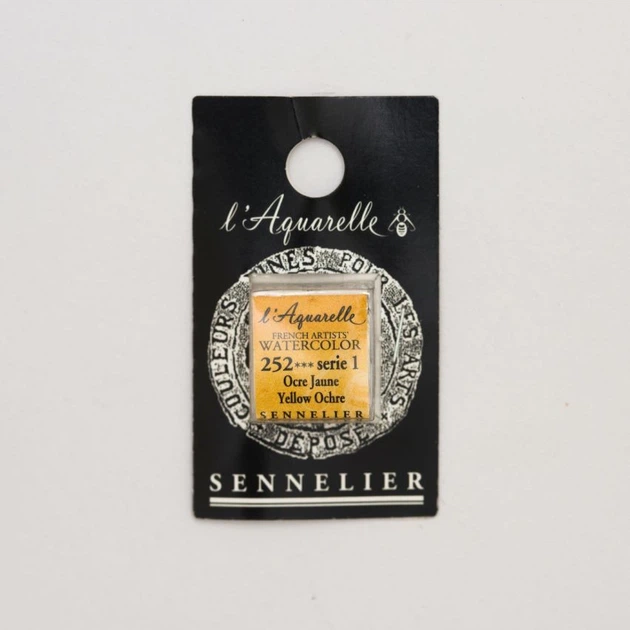 l'Aquarelle
COULEURS FINES POUR LES ARTS
DÉPOSÉ
l'Aquarelle
FRENCH ARTISTS'
WATERCOLOR
252*** serie 1
Ocre Jaune
Yellow Ochre
SENNELIER
SENNELIER